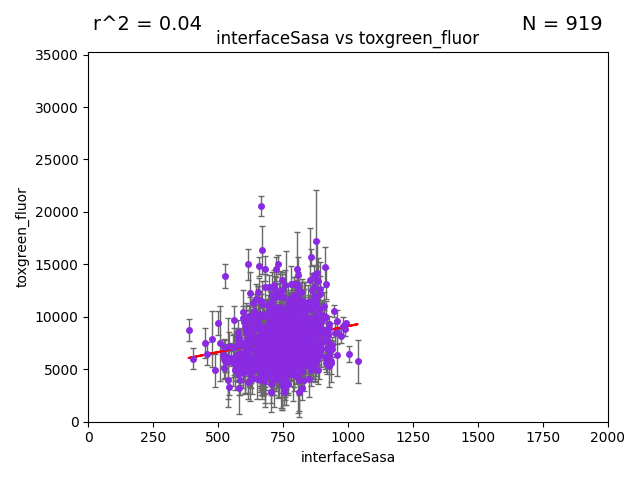 r^2 = 0.04
N = 919
interfaceSasa vs toxgreen_fluor
35000
30000
25000
20000
15000
10000
5000
0
toxgreen_fluor
0 250 500 750 1000 1250 1500 1750 2000
interfaceSasa